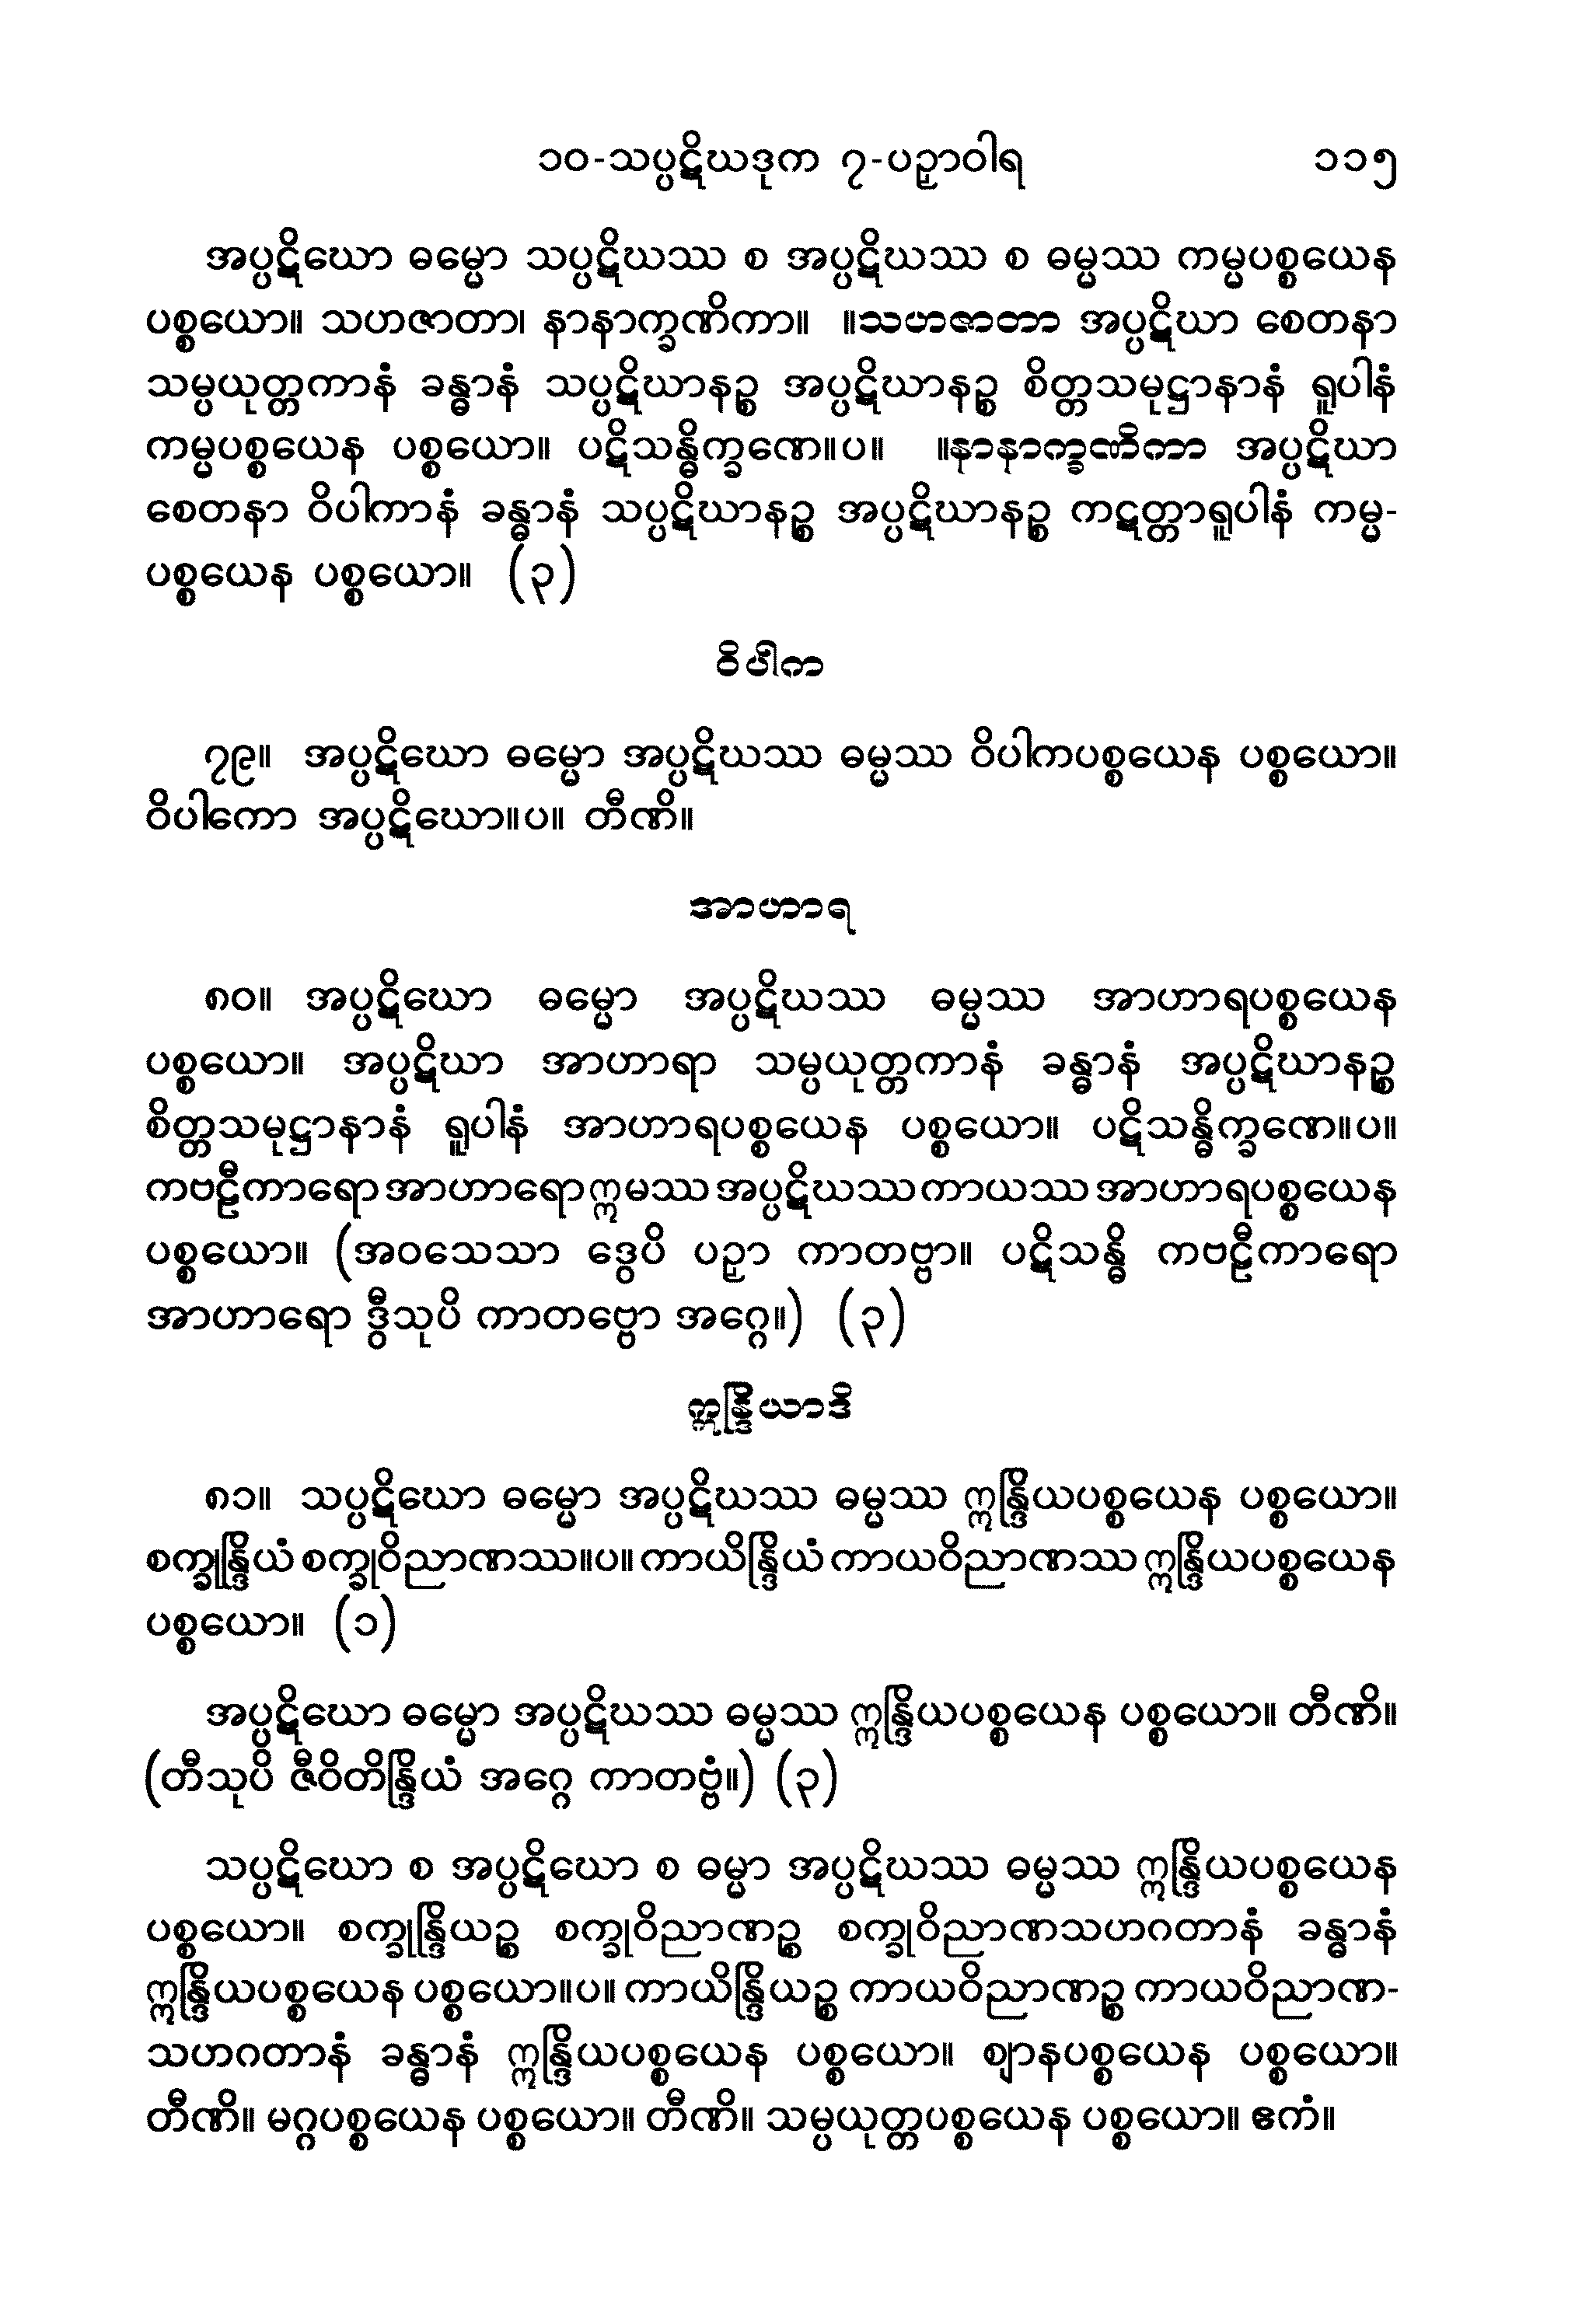 ၁၀-သပ္ပဋိဃဒုက ၇-ပဉှာဝါရ ၁၁၅
အပ္ပဋိဃော ဓမ္မော သပ္ပဋိဃဿ စ အပ္ပဋိဃဿ စ ဓမ္မဿ ကမ္မပစ္စယေန
ပစ္စယော။ သဟဇာတာ၊ နာနာက္ခဏိကာ။ ။သဟဇာတာ အပ္ပဋိဃာ စေတနာ
သမ္ပယုတ္တကာနံ ခန္ဓာနံ သပ္ပဋိဃာနဉ္စ အပ္ပဋိဃာနဉ္စ စိတ္တသမုဋ္ဌာနာနံ ရူပါနံ
ကမ္မပစ္စယေန ပစ္စယော။ ပဋိသန္ဓိက္ခဏေ။ပ။ ။နာနာက္ခဏိကာ အပ္ပဋိဃာ
စေတနာ ဝိပါကာနံ ခန္ဓာနံ သပ္ပဋိဃာနဉ္စ အပ္ပဋိဃာနဉ္စ ကဋတ္တာရူပါနံ ကမ္မ-
ပစ္စယေန ပစ္စယော။ (၃)
ဝိပါက
၇၉။ အပ္ပဋိဃော ဓမ္မော အပ္ပဋိဃဿ ဓမ္မဿ ဝိပါကပစ္စယေန ပစ္စယော။
ဝိပါကော အပ္ပဋိဃော။ပ။ တီဏိ။
အာဟာရ
၈၀။ အပ္ပဋိဃော ဓမ္မော အပ္ပဋိဃဿ ဓမ္မဿ အာဟာရပစ္စယေန
ပစ္စယော။ အပ္ပဋိဃာ အာဟာရာ သမ္ပယုတ္တကာနံ ခန္ဓာနံ အပ္ပဋိဃာနဉ္စ
စိတ္တသမုဋ္ဌာနာနံ ရူပါနံ အာဟာရပစ္စယေန ပစ္စယော။ ပဋိသန္ဓိက္ခဏေ။ပ။
ကဗဠီကာရော အာဟာရော ဣမဿ အပ္ပဋိဃဿ ကာယဿ အာဟာရပစ္စယေန
ပစ္စယော။ (အဝသေသာ ဒွေပိ ပဉှာ ကာတဗ္ဗာ။ ပဋိသန္ဓိ ကဗဠီကာရော
အာဟာရော ဒွီသုပိ ကာတဗ္ဗော အဂ္ဂေ။) (၃)
ဣန္ဒြိယာဒိ
၈၁။ သပ္ပဋိဃော ဓမ္မော အပ္ပဋိဃဿ ဓမ္မဿ ဣန္ဒြိယပစ္စယေန ပစ္စယော။
စက္ခုန္ဒြိယံ စက္ခုဝိညာဏဿ။ပ။ ကာယိန္ဒြိယံ ကာယဝိညာဏဿ ဣန္ဒြိယပစ္စယေန
ပစ္စယော။ (၁)
အပ္ပဋိဃော ဓမ္မော အပ္ပဋိဃဿ ဓမ္မဿ ဣန္ဒြိယပစ္စယေန ပစ္စယော။ တီဏိ။
(တီသုပိ ဇီဝိတိန္ဒြိယံ အဂ္ဂေ ကာတဗ္ဗံ။) (၃)
သပ္ပဋိဃော စ အပ္ပဋိဃော စ ဓမ္မာ အပ္ပဋိဃဿ ဓမ္မဿ ဣန္ဒြိယပစ္စယေန
ပစ္စယော။ စက္ခုန္ဒြိယဉ္စ စက္ခုဝိညာဏဉ္စ စက္ခုဝိညာဏသဟဂတာနံ ခန္ဓာနံ
ဣန္ဒြိယပစ္စယေန ပစ္စယော။ပ။ ကာယိန္ဒြိယဉ္စ ကာယဝိညာဏဉ္စ ကာယဝိညာဏ-
သဟဂတာနံ ခန္ဓာနံ ဣန္ဒြိယပစ္စယေန ပစ္စယော။ ဈာနပစ္စယေန ပစ္စယော။
တီဏိ။ မဂ္ဂပစ္စယေန ပစ္စယော။ တီဏိ။ သမ္ပယုတ္တပစ္စယေန ပစ္စယော။ ဧကံ။